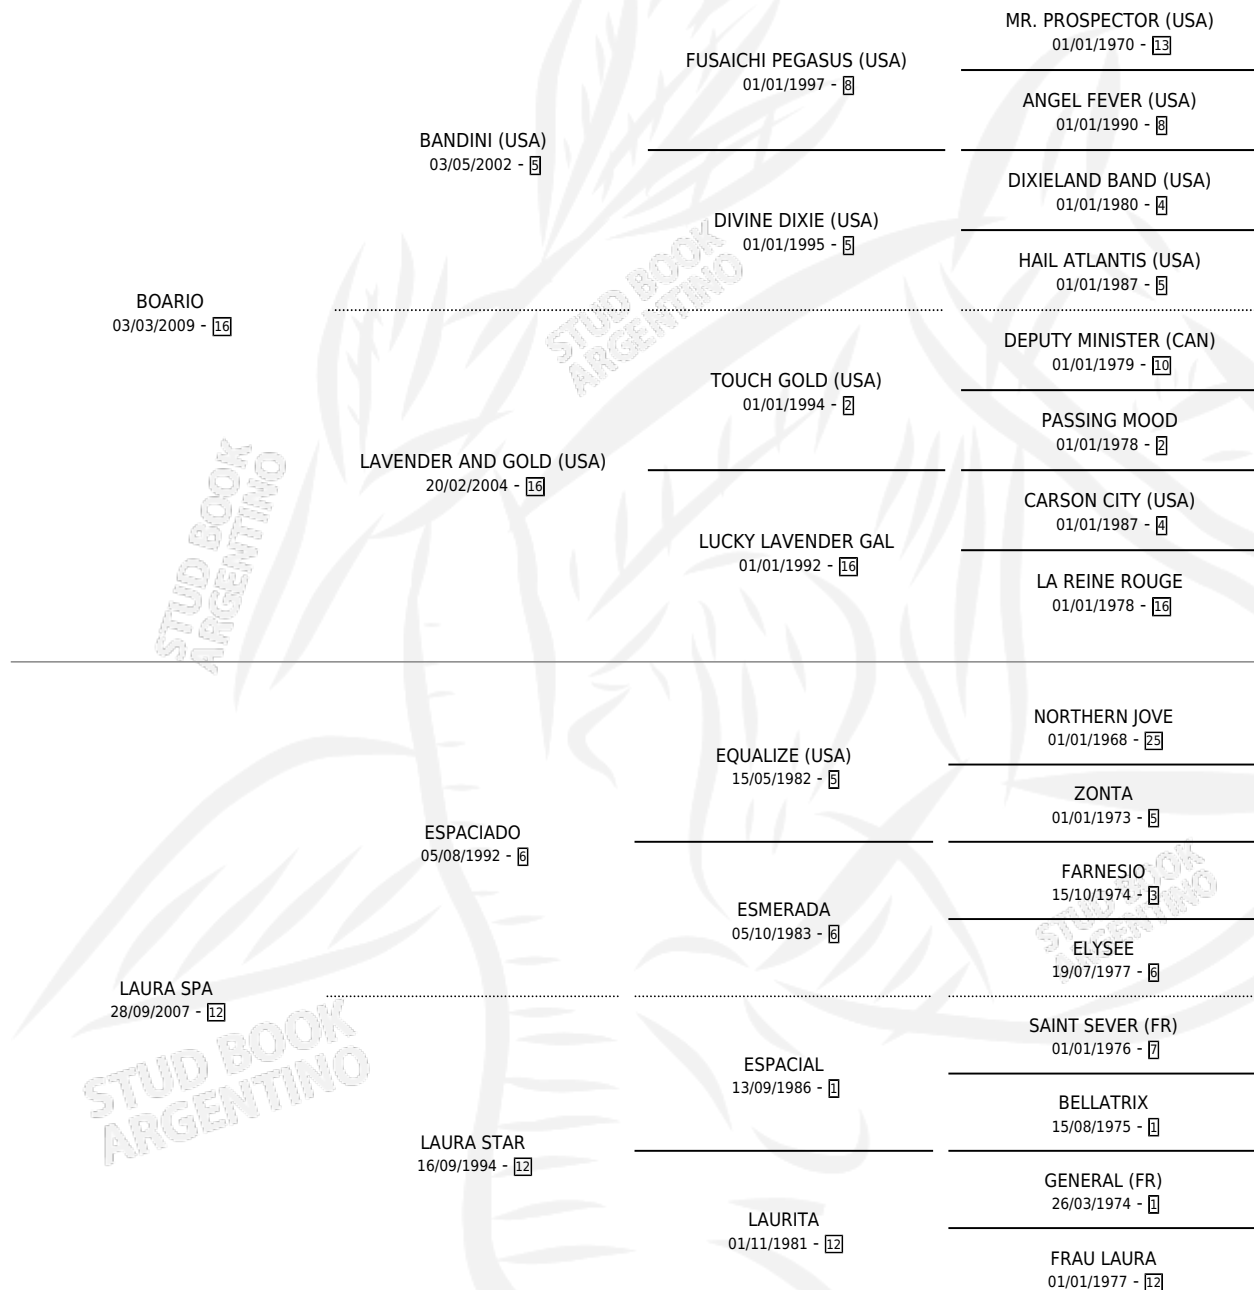 MR. PROSPECTOR (USA)
01/01/1970 - 13
FUSAICHI PEGASUS (USA)
01/01/1997 - 8
ANGEL FEVER (USA)
01/01/1990 - 8
BANDINI (USA)
03/05/2002 - 5
DIXIELAND BAND (USA)
01/01/1980 - 4
DIVINE DIXIE (USA)
01/01/1995 - 5
HAIL ATLANTIS (USA)
01/01/1987 - 5
BOARIO
03/03/2009 - 16
DEPUTY MINISTER (CAN)
01/01/1979 - 10
TOUCH GOLD (USA)
01/01/1994 - 2
PASSING MOOD
01/01/1978 - 2
LAVENDER AND GOLD (USA)
20/02/2004 - 16
CARSON CITY (USA)
01/01/1987 - 4
LUCKY LAVENDER GAL
01/01/1992 - 16
LA REINE ROUGE
01/01/1978 - 16
NORTHERN JOVE
01/01/1968 - 25
EQUALIZE (USA)
15/05/1982 - 5
ZONTA
01/01/1973 - 5
ESPACIADO
05/08/1992 - 6
FARNESIO
15/10/1974 - 3
ESMERADA
05/10/1983 - 6
ELYSEE
19/07/1977 - 6
LAURA SPA
28/09/2007 - 12
SAINT SEVER (FR)
01/01/1976 - 7
ESPACIAL
13/09/1986 - 1
BELLATRIX
15/08/1975 - 1
LAURA STAR
16/09/1994 - 12
GENERAL (FR)
26/03/1974 - 1
LAURITA
01/11/1981 - 12
FRAU LAURA
01/01/1977 - 12
STUD BOOK
ARGENTINO
STUD BOOK
ARGENTINO
STUD BOOK
ARGENTINO
STUD BOOK
ARGENTINO